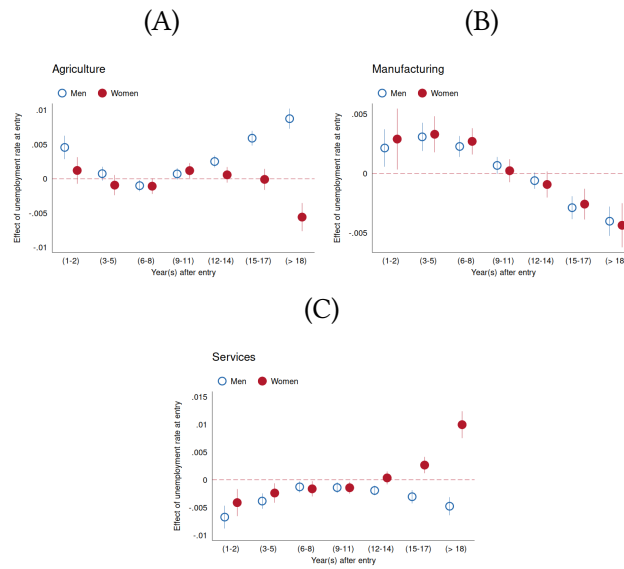 (A)
Agriculture
Men Women
Effect of unemployment rate at entry
.01
.005
0
-.005
-.01
(1-2) (3-5) (6-8) (9-11) (12-14) (15-17) (> 18)
Year(s) after entry
(B)
Manufacturing
Men Women
Effect of unemployment rate at entry
.005
0
-.005
(1-2) (3-5) (6-8) (9-11) (12-14) (15-17) (> 18)
Year(s) after entry
(C)
Services
Men Women
Effect of unemployment rate at entry
.015
.01
.005
0
-.005
-.01
(1-2) (3-5) (6-8) (9-11) (12-14) (15-17) (> 18)
Year(s) after entry